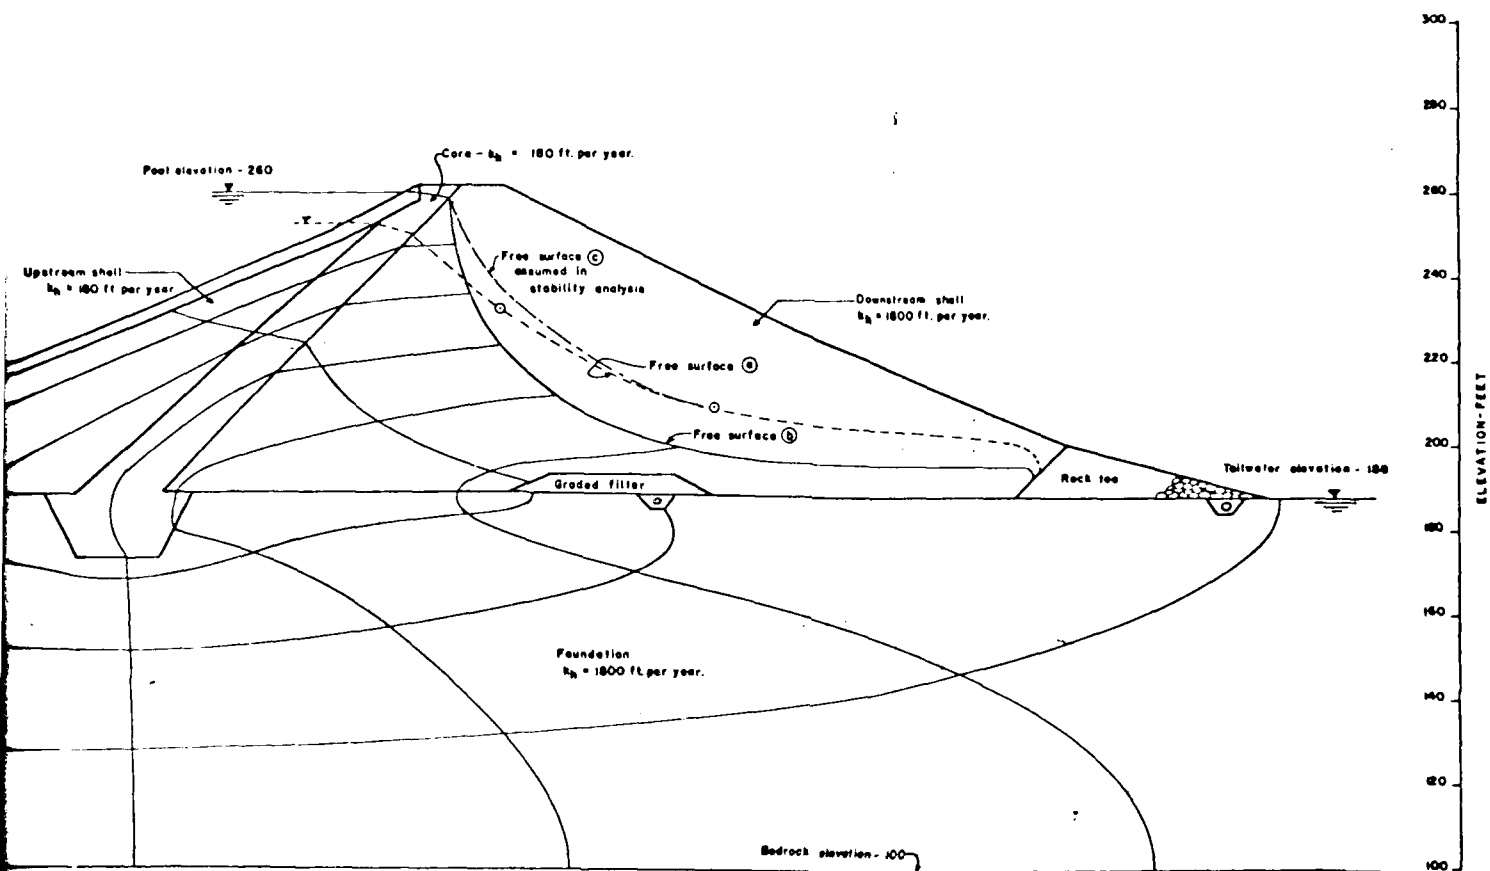 300
280
Core - kh = 180 ft. per year.
Pool elevation - 260
260
Free surface (c)
assumed in
stability analysis
Upstream shell
kh = 180 ft per year
240
Downstream shell
kh = 1800 ft. per year.
Free surface (a)
220
ELEVATION-FEET
Free surface (b)
200
Graded filter
Rock toe
Tailwater elevation - 188
180
160
Foundation
kh = 1800 ft. per year.
140
120
Bedrock elevation - 100
100